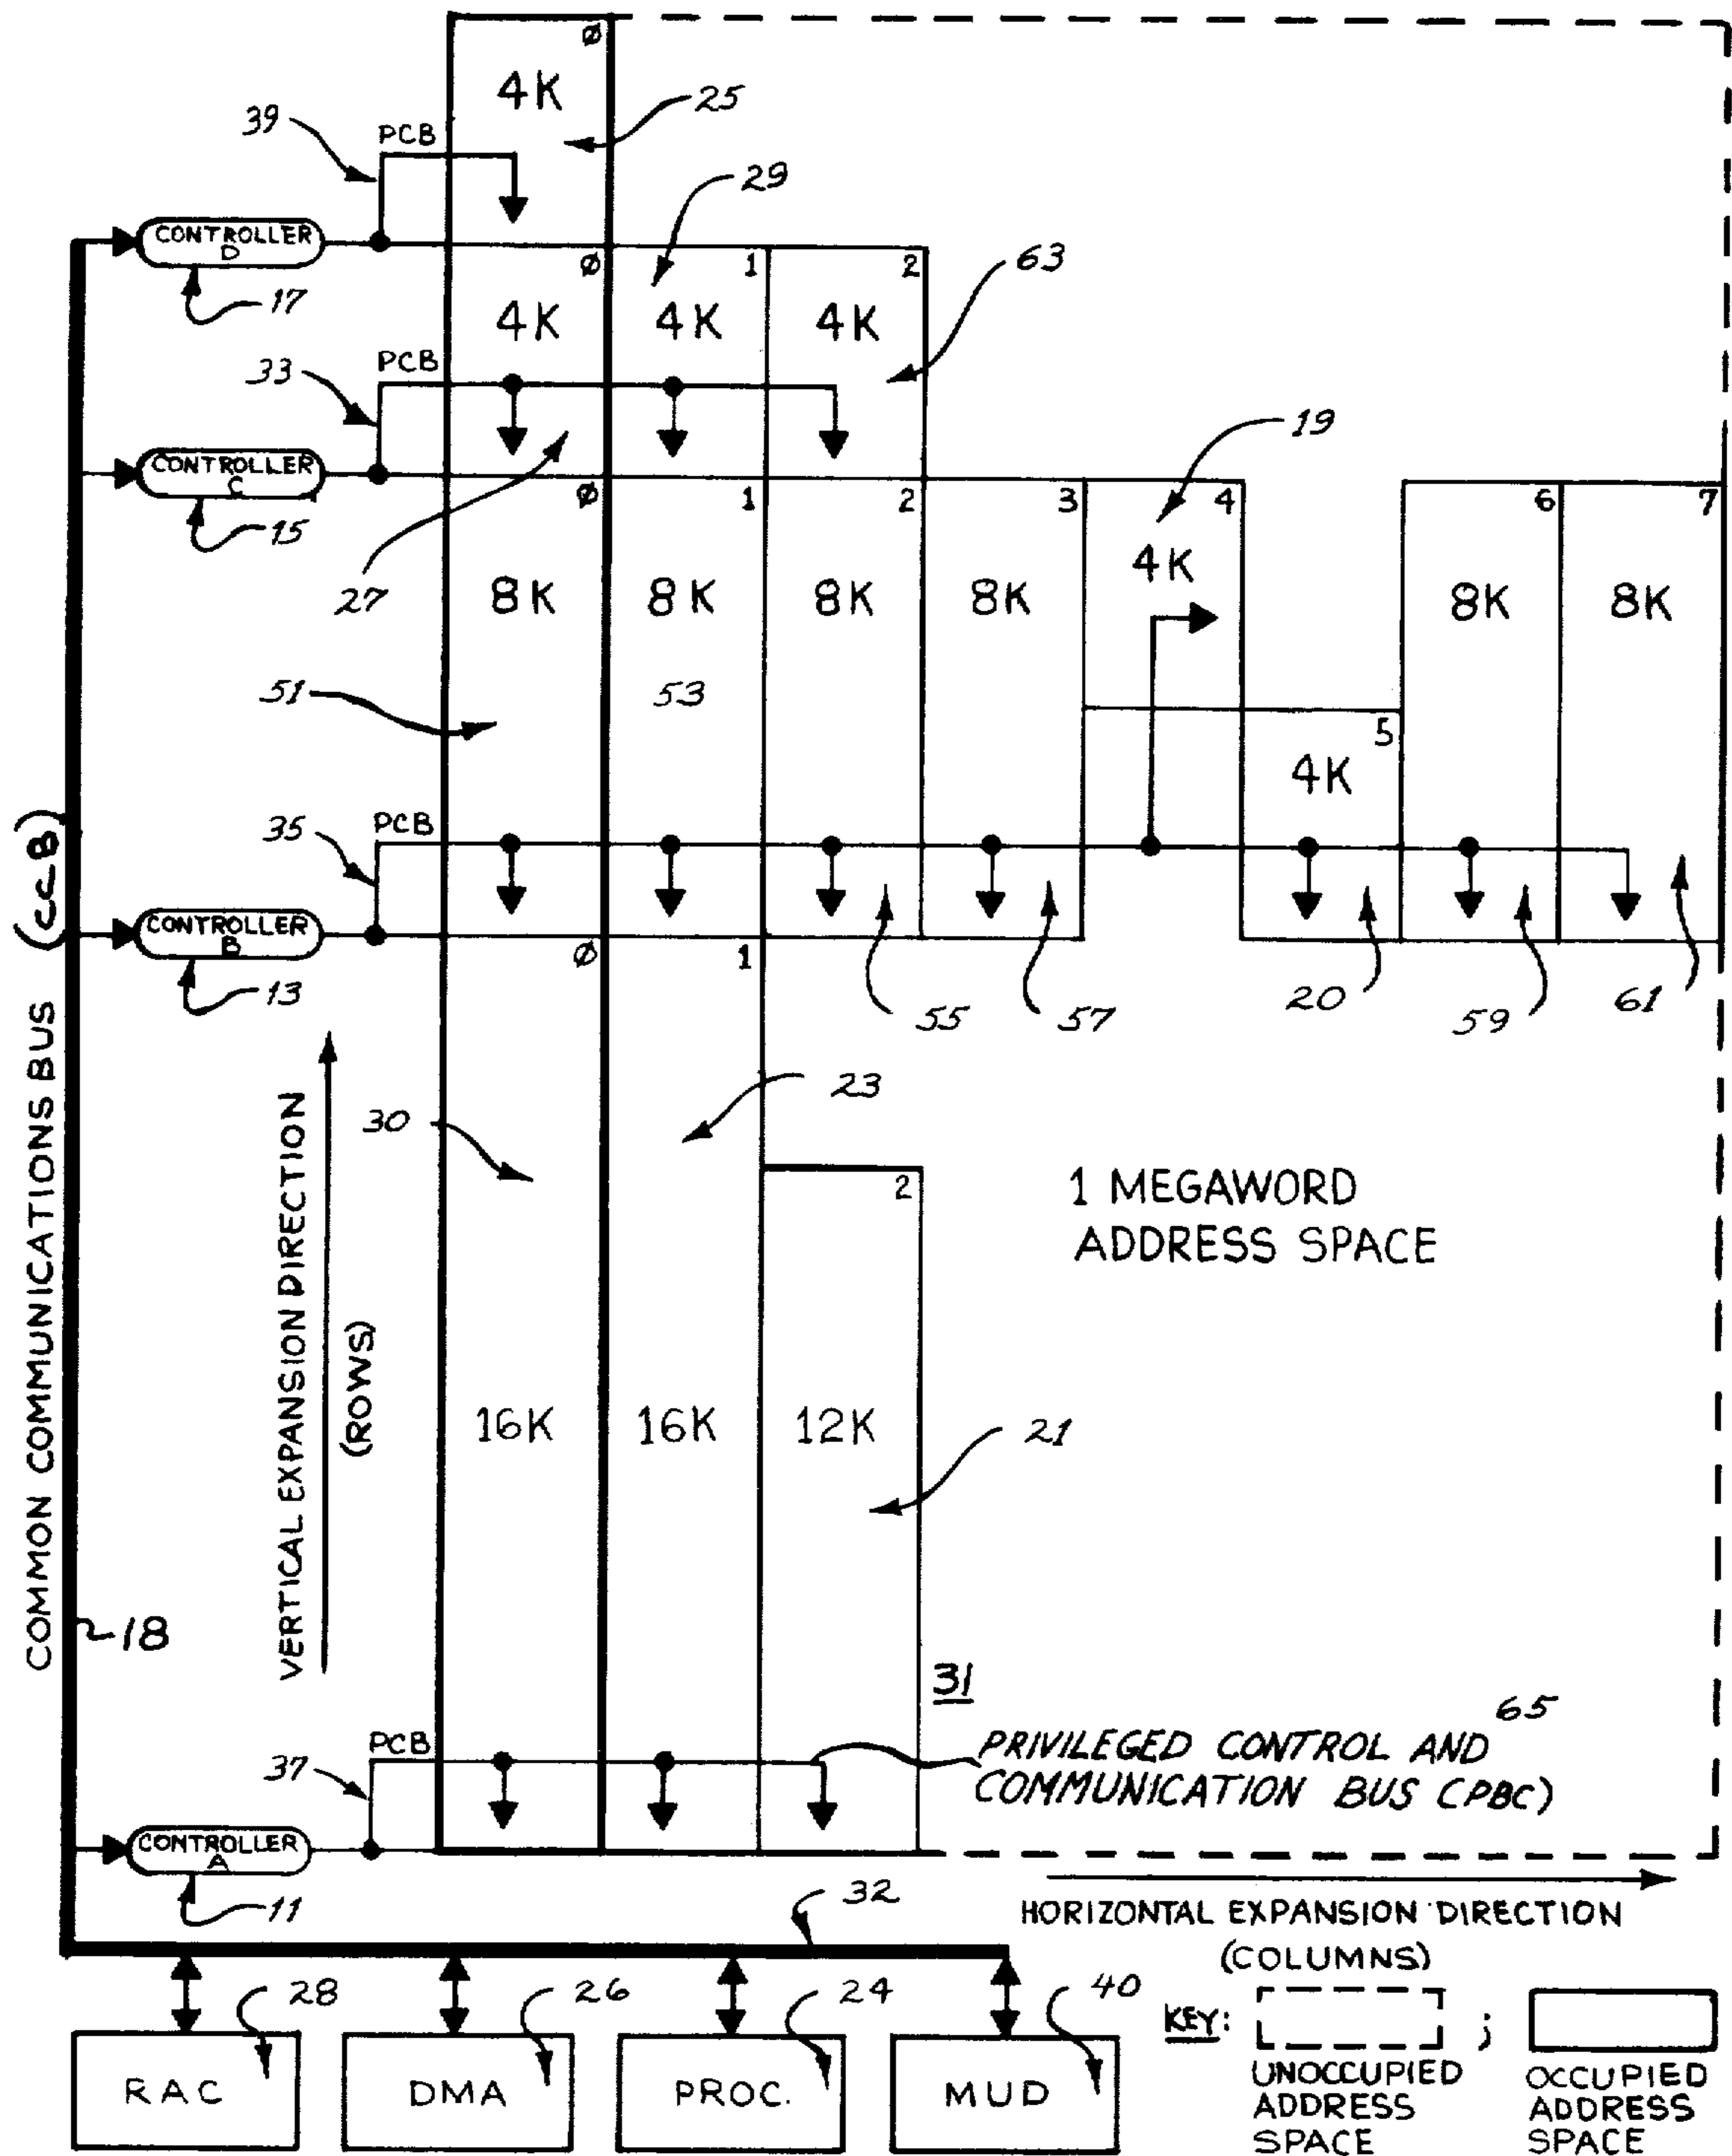 Ø
4K
25
39
PCB
29
CONTROLLER
D
17
Ø
1
2
63
4K
4K
4K
PCB
33
19
CONTROLLER
C
15
27
Ø
1
2
3
4
6
7
4K
8K
8K
8K
8K
8K
8K
51
53
5
4K
35
PCB
CONTROLLER
B
13
Ø
1
55
57
20
59
61
COMMON COMMUNICATIONS BUS (CCB)
18
VERTICAL EXPANSION DIRECTION
(ROWS)
30
23
2
1 MEGAWORD
ADDRESS SPACE
16K
16K
12K
21
31
65
PRIVILEGED CONTROL AND
COMMUNICATION BUS (PBC)
PCB
37
CONTROLLER
A
11
32
HORIZONTAL EXPANSION DIRECTION
(COLUMNS)
28
26
24
40
RAC
DMA
PROC.
MUD
KEY:
;
UNOCCUPIED
ADDRESS
SPACE
OCCUPIED
ADDRESS
SPACE